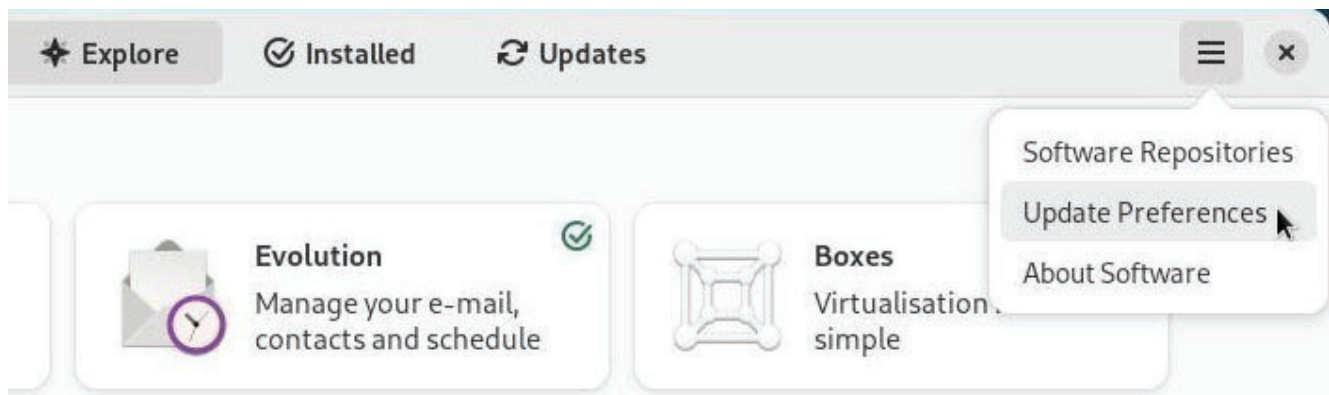 Explore Installed Updates
Software Repositories
Update Preferences
About Software
Evolution
Manage your e-mail,
contacts and schedule
Boxes
Virtualisation
simple